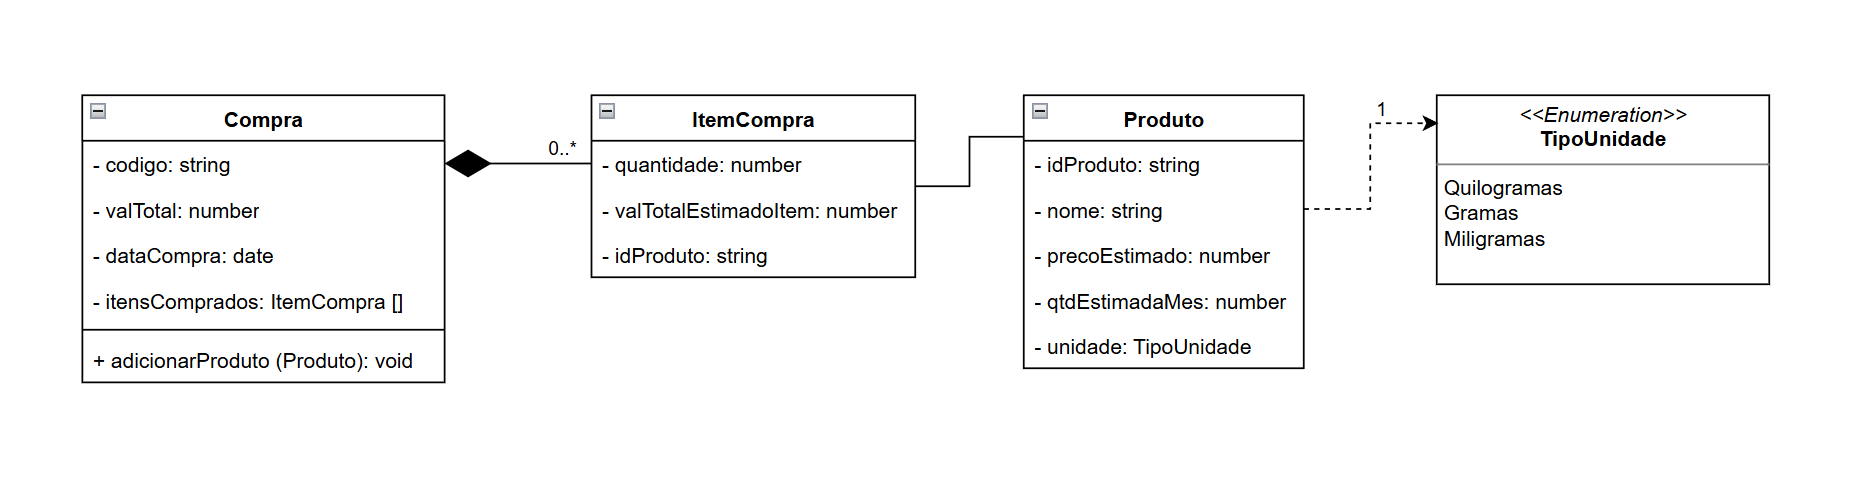 Compra
- codigo: string
- valTotal: number
- dataCompra: date
- itensComprados: ItemCompra []
+ adicionarProduto (Produto): void
0..*
ItemCompra
- quantidade: number
- valTotalEstimadoItem: number
- idProduto: string
Produto
- idProduto: string
- nome: string
- precoEstimado: number
- qtdEstimadaMes: number
- unidade: TipoUnidade
1
<<Enumeration>>
TipoUnidade
Quilogramas
Gramas
Miligramas